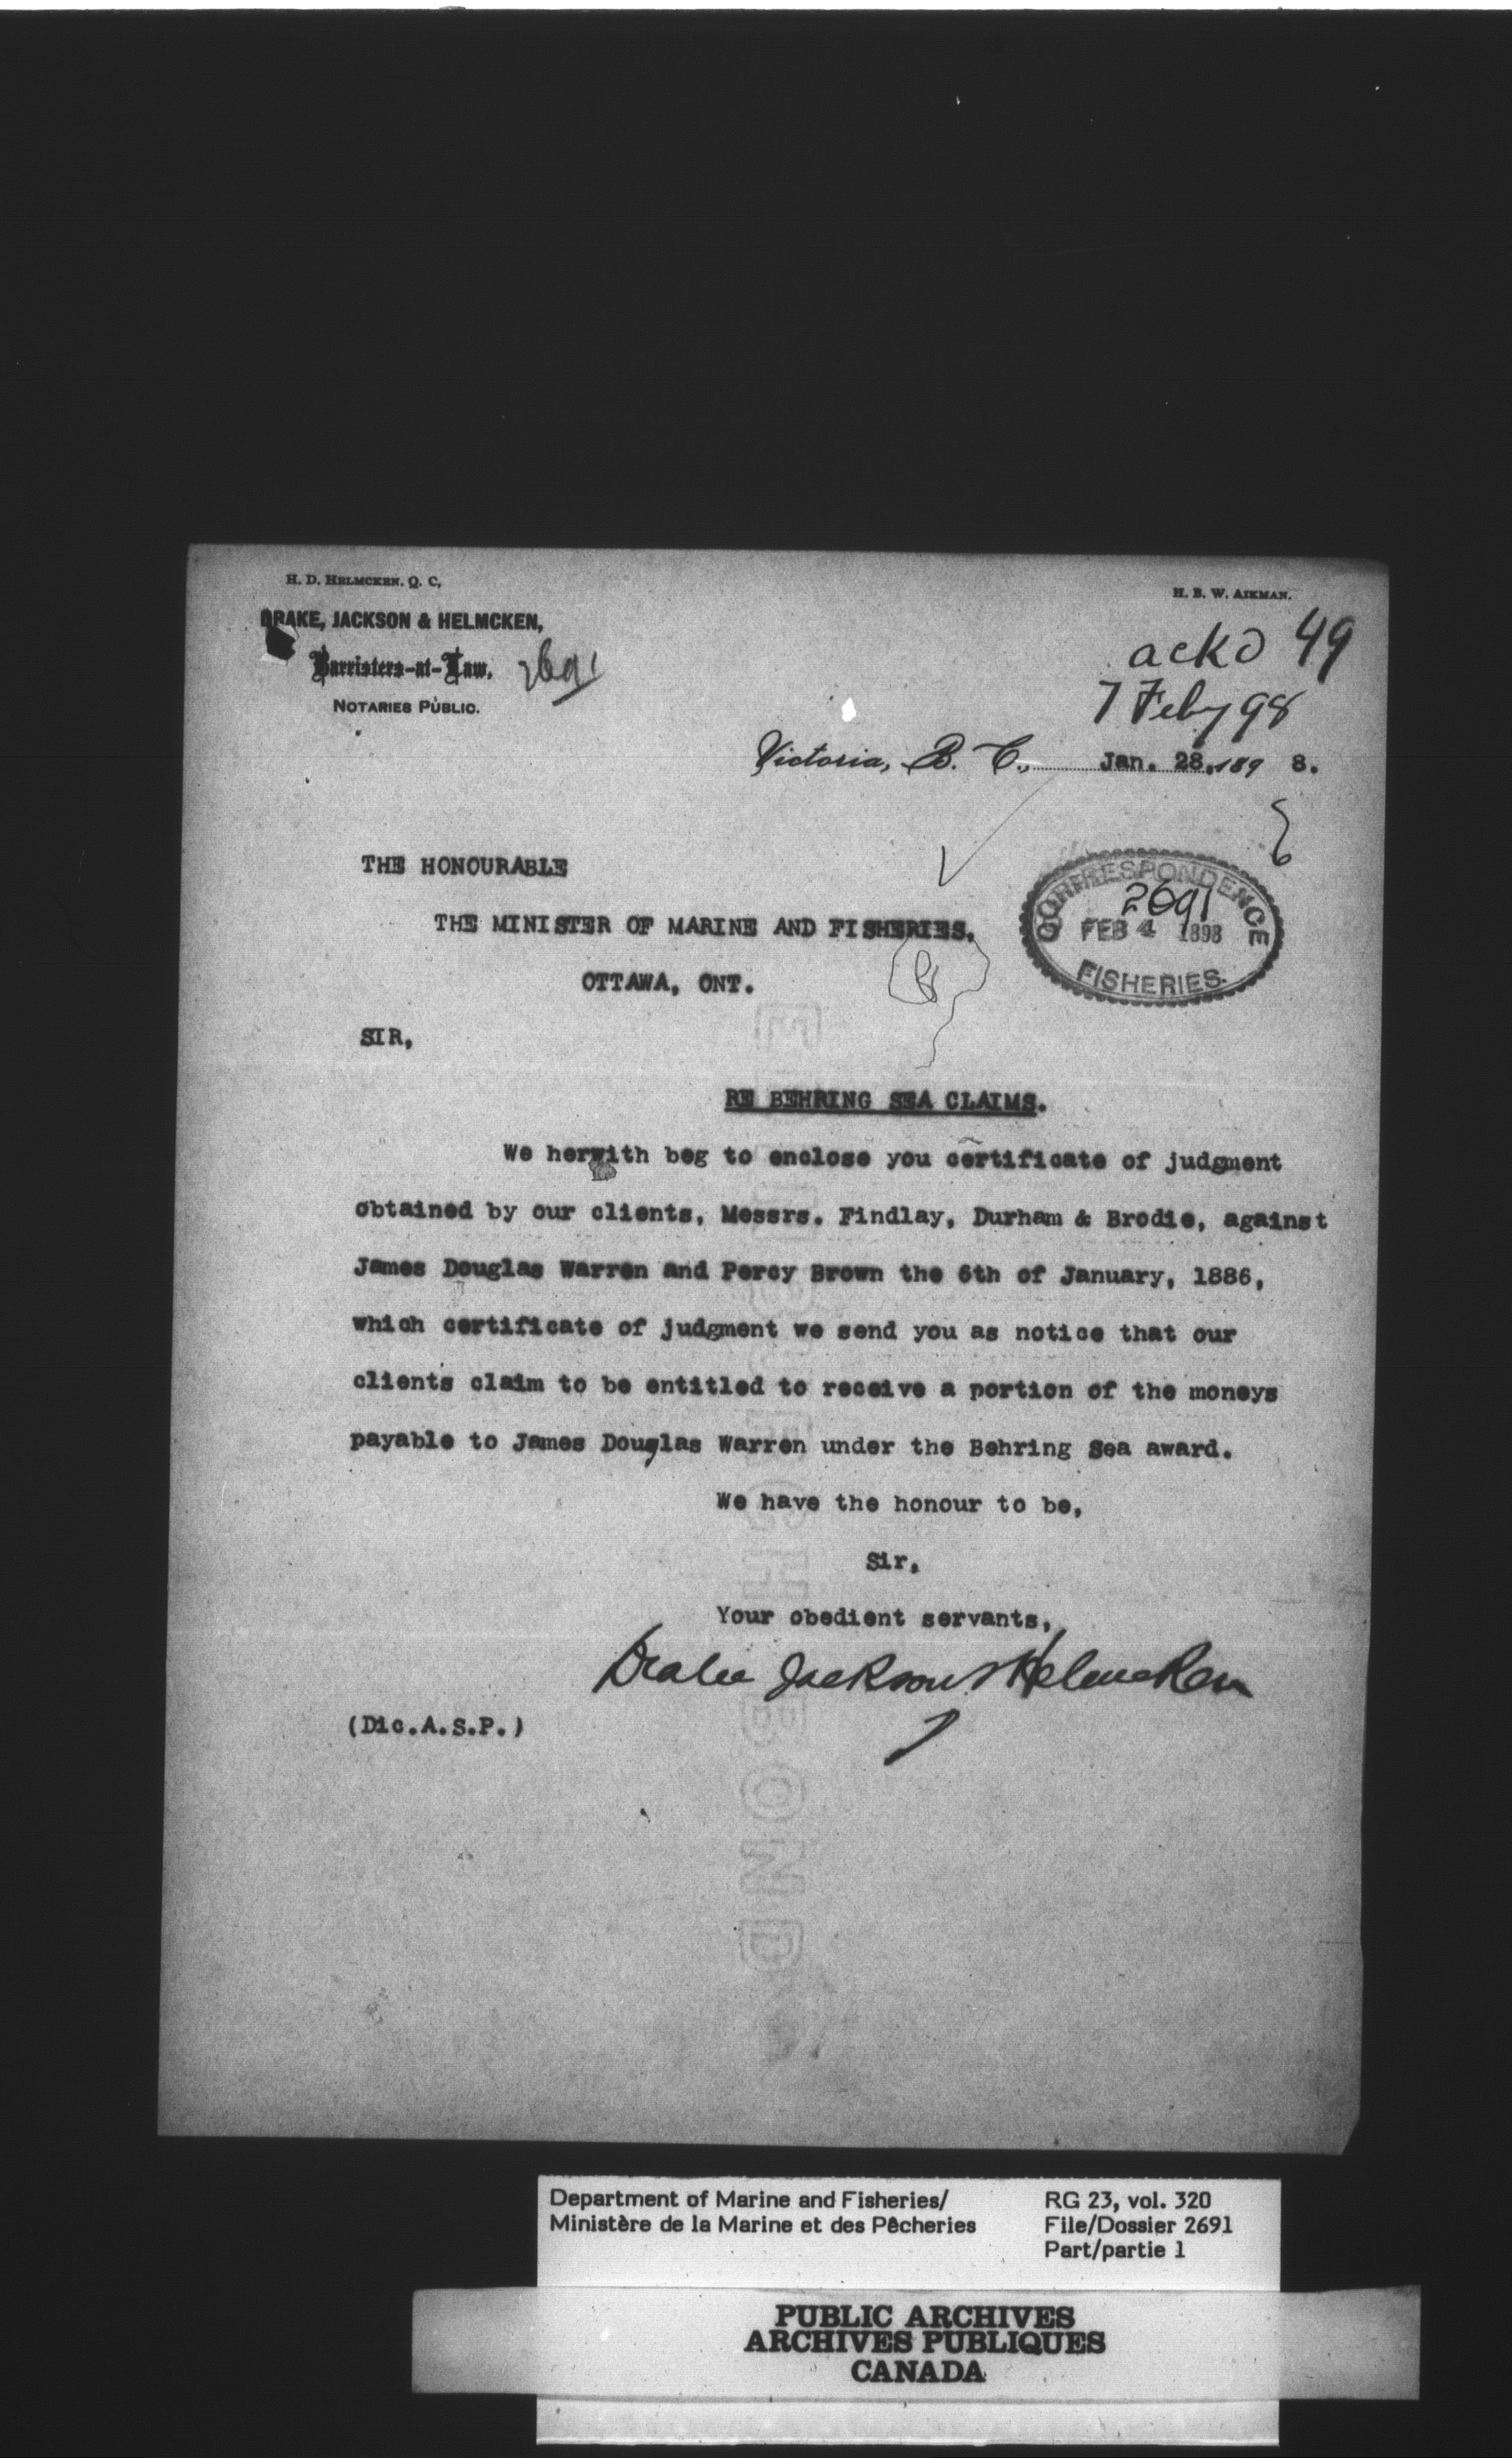 H. D. HELMCKEN. Q. C,
H. B. W. AIKMAN.
DRAKE, JACKSON & HELMCKEN,
Barristers-at-Law,
NOTARIES PUBLIC.
2691
ackd 49
7 Feby 98
Victoria, B. C., Jan. 28, 189 8.
THE HONOURABLE
THE MINISTER OF MARINE AND FISHERIES,
OTTAWA, ONT.
CORRESPONDENCE
2691
FEB 4 1898
FISHERIES.
SIR,
RE BEHRING SEA CLAIMS.
We herwith beg to enclose you certificate of judgment
obtained by our clients, Messrs. Findlay, Durham & Brodie, against
James Douglas Warren and Percy Brown the 6th of January, 1886,
which certificate of judgment we send you as notice that our
clients claim to be entitled to receive a portion of the moneys
payable to James Douglas Warren under the Behring Sea award.
We have the honour to be,
Sir,
Your obedient servants,
Drake Jackson & Helmcken
(Dic.A.S.P.)
Department of Marine and Fisheries/
Ministère de la Marine et des Pêcheries
RG 23, vol. 320
File/Dossier 2691
Part/partie 1
PUBLIC ARCHIVES
ARCHIVES PUBLIQUES
CANADA